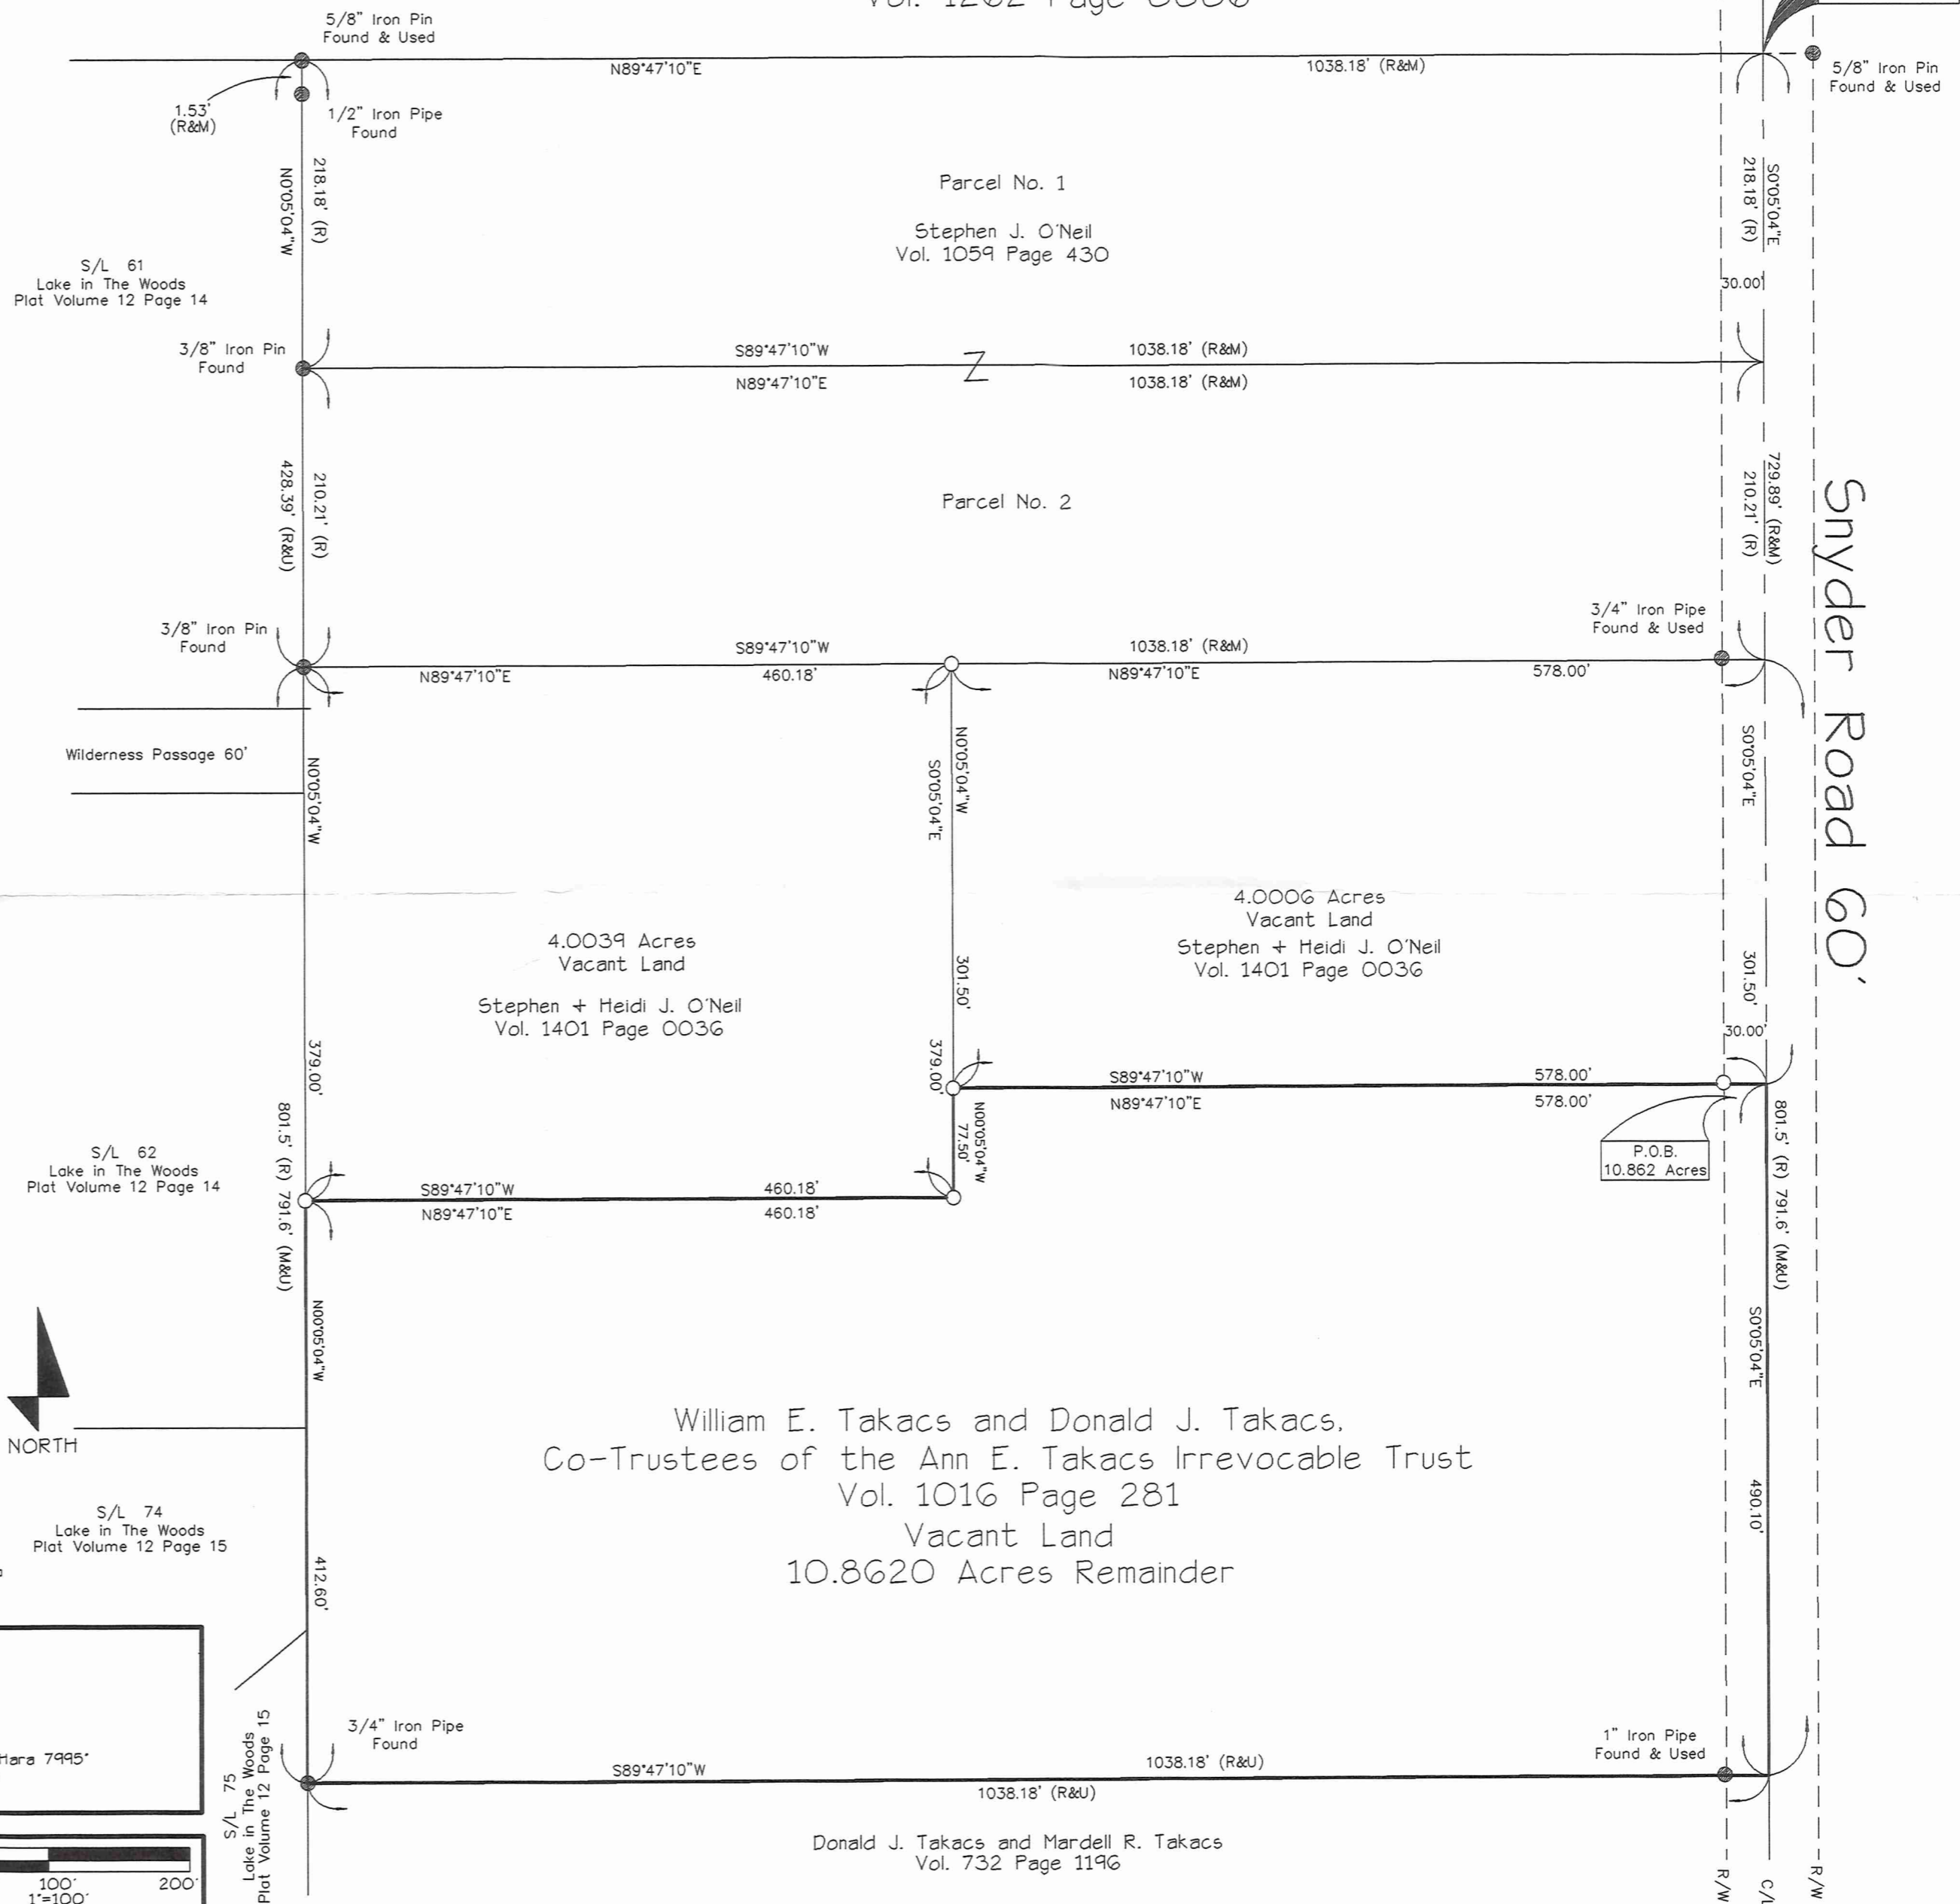 5/8" Iron Pin
Found & Used
N89°47'10"E
1038.18' (R&M)
5/8" Iron Pin
Found & Used
1.53'
(R&M)
1/2" Iron Pipe
Found
218.18' (R)
N0°05'04"W
Parcel No. 1
Stephen J. O'Neil
Vol. 1059 Page 430
S0°05'04"E
218.18' (R)
30.00'
S/L 61
Lake in The Woods
Plat Volume 12 Page 14
3/8" Iron Pin
Found
S89°47'10"W
1038.18' (R&M)
Z
N89°47'10"E
1038.18' (R&M)
210.21' (R)
428.39' (R&U)
Parcel No. 2
729.89' (R&M)
210.21' (R)
Snyder Road 60'
3/8" Iron Pin
Found
S89°47'10"W
1038.18' (R&M)
3/4" Iron Pipe
Found & Used
N89°47'10"E
460.18'
N89°47'10"E
578.00'
Wilderness Passage 60'
N0°05'04"W
N0°05'04"W
S0°05'04"E
S0°05'04"E
4.0039 Acres
Vacant Land
Stephen + Heidi J. O'Neil
Vol. 1401 Page 0036
4.0006 Acres
Vacant Land
Stephen + Heidi J. O'Neil
Vol. 1401 Page 0036
301.50'
301.50'
30.00'
379.00'
379.00'
S89°47'10"W
578.00'
N89°47'10"E
578.00'
N00°05'04"W
77.50'
P.O.B.
10.862 Acres
S/L 62
Lake in The Woods
Plat Volume 12 Page 14
801.5' (R) 791.6' (M&U)
801.5' (R) 791.6' (M&U)
S89°47'10"W
460.18'
N89°47'10"E
460.18'
N00°05'04"W
S0°05'04"E
NORTH
William E. Takacs and Donald J. Takacs,
Co-Trustees of the Ann E. Takacs Irrevocable Trust
Vol. 1016 Page 281
Vacant Land
10.8620 Acres Remainder
490.10'
S/L 74
Lake in The Woods
Plat Volume 12 Page 15
412.60'
3/4" Iron Pipe
Found
1" Iron Pipe
Found & Used
S89°47'10"W
1038.18' (R&U)
1038.18' (R&U)
Hara 7995"
S/L 75
Lake in The Woods
Plat Volume 12 Page 15
Donald J. Takacs and Mardell R. Takacs
Vol. 732 Page 1196
100'
200'
1"=100'
R/W
C/L
R/W